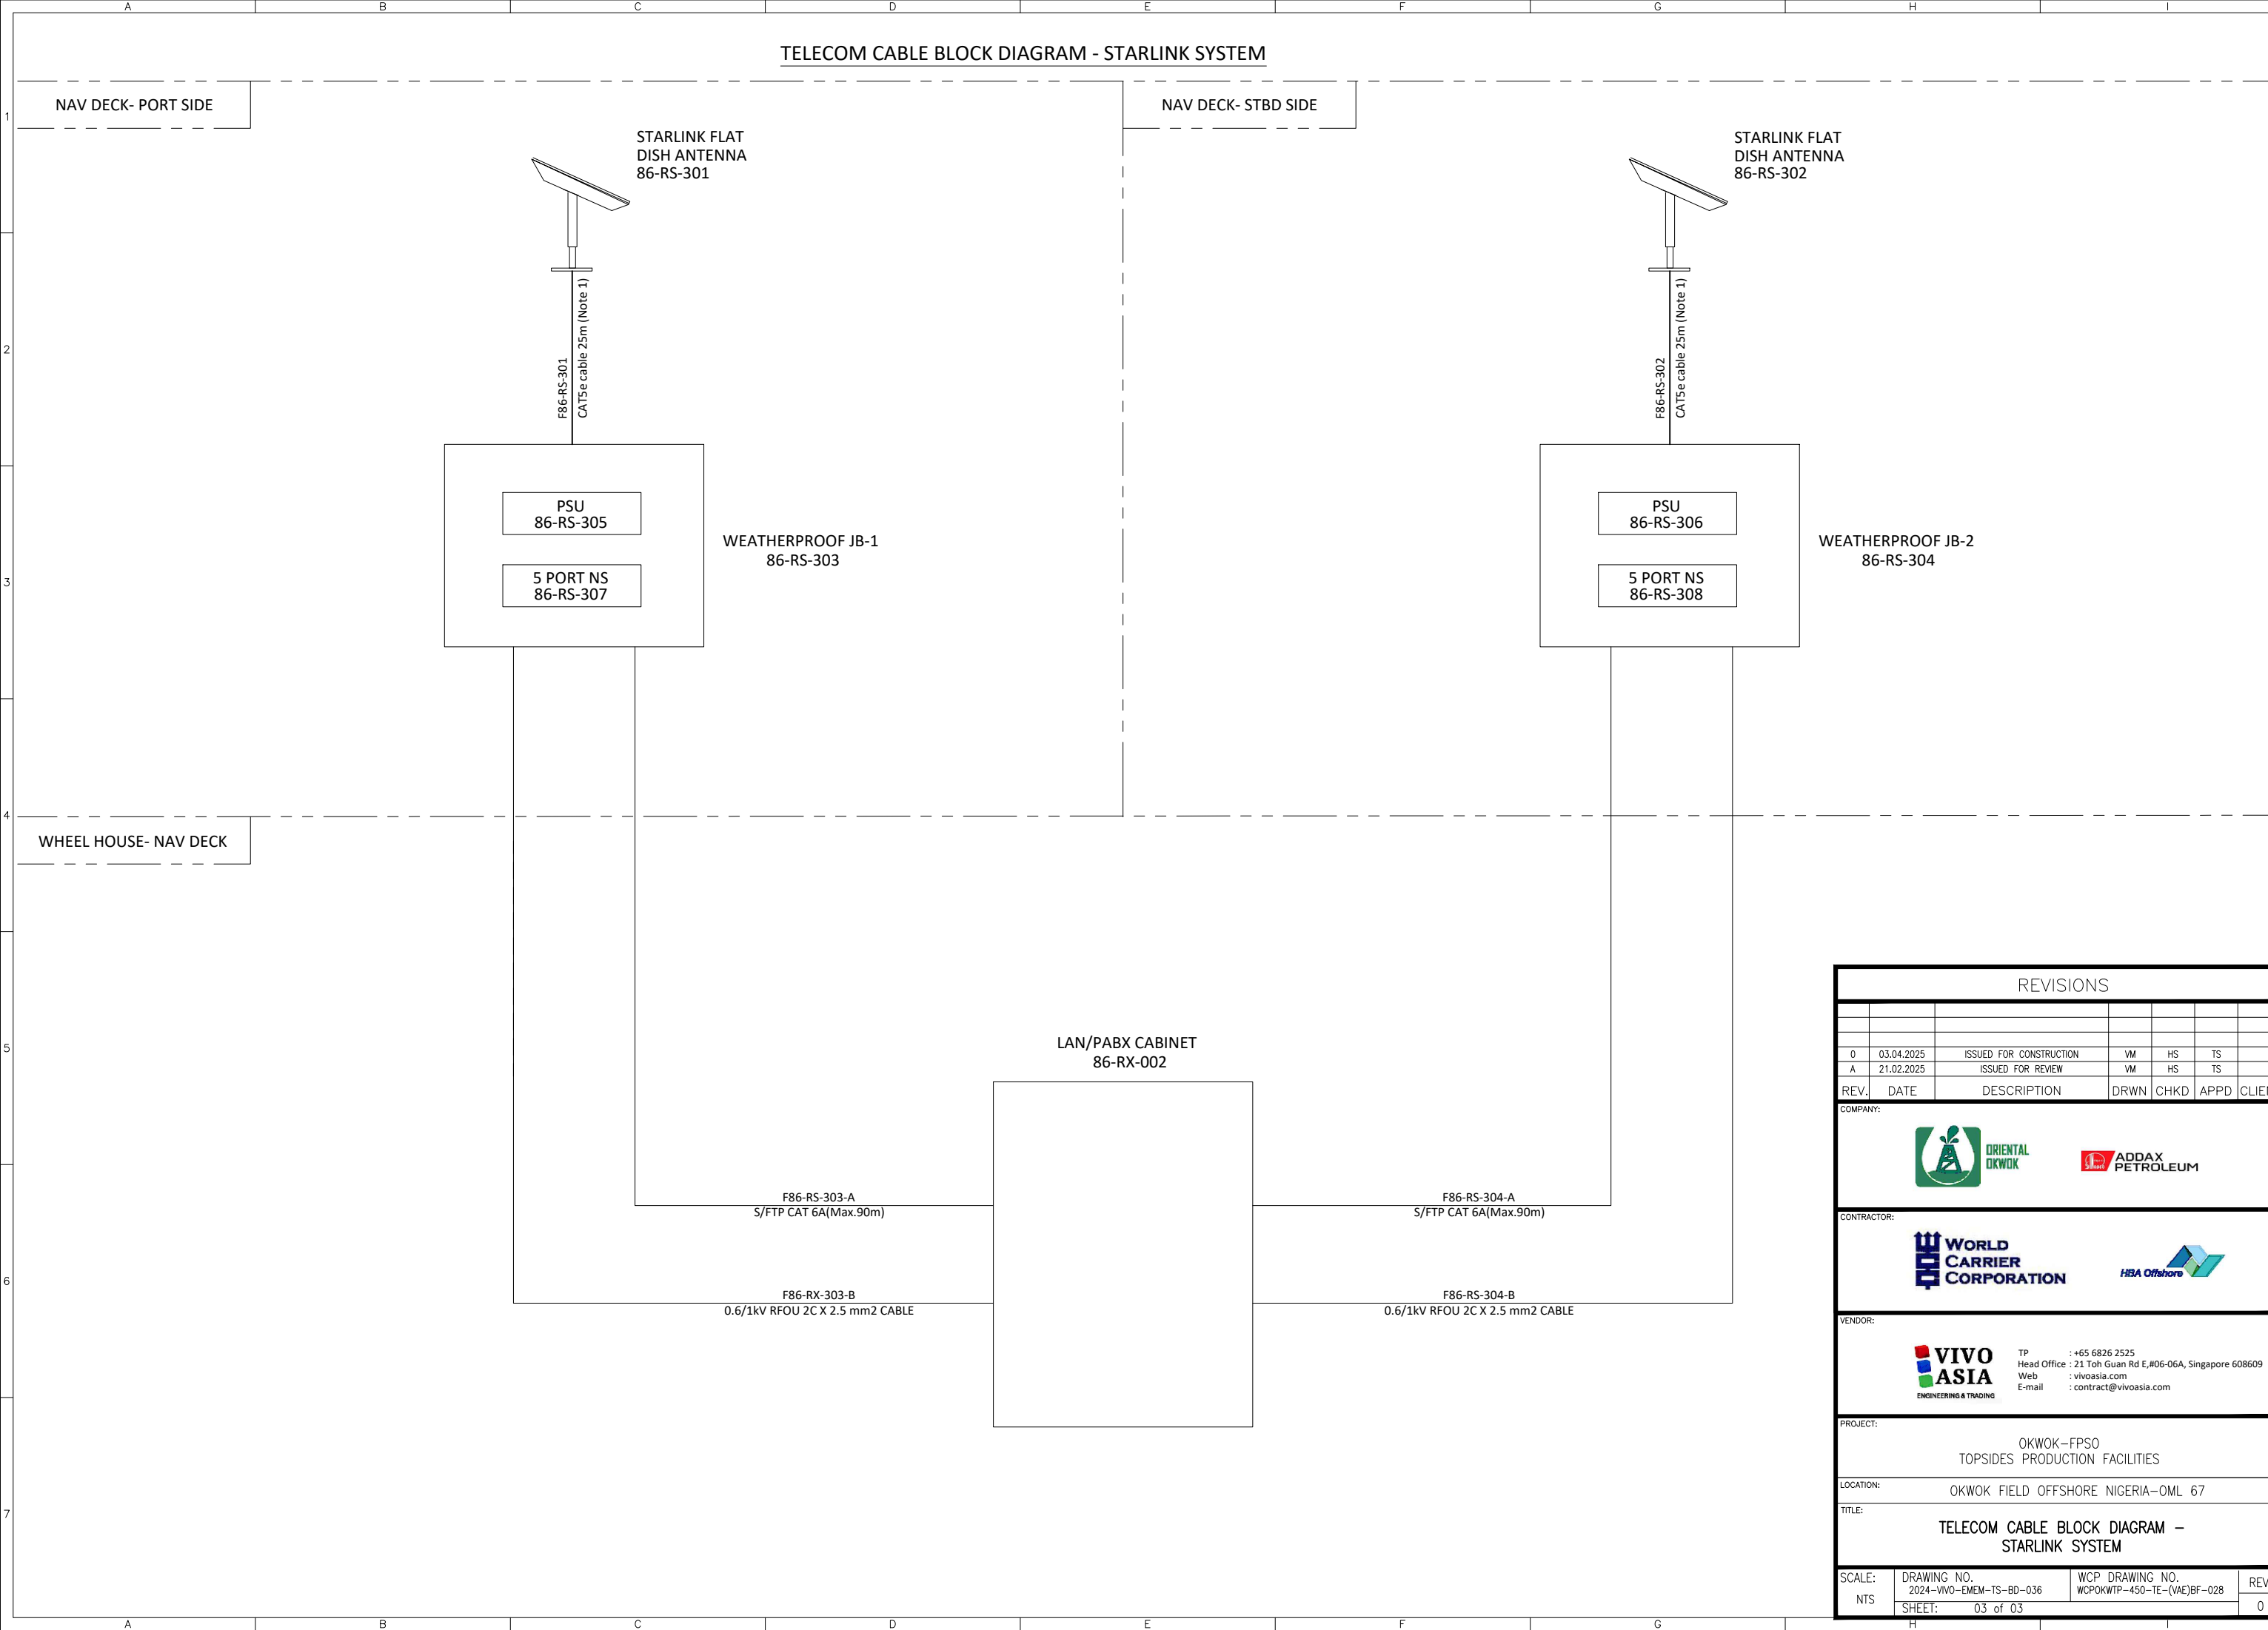 A B C D E F G H I
TELECOM CABLE BLOCK DIAGRAM - STARLINK SYSTEM
NAV DECK- PORT SIDE
NAV DECK- STBD SIDE
1
STARLINK FLAT
DISH ANTENNA
86-RS-301
STARLINK FLAT
DISH ANTENNA
86-RS-302
2
F86-RS-301
CAT5e cable 25m (Note 1)
F86-RS-302
CAT5e cable 25m (Note 1)
PSU
86-RS-305
5 PORT NS
86-RS-307
WEATHERPROOF JB-1
86-RS-303
PSU
86-RS-306
5 PORT NS
86-RS-308
WEATHERPROOF JB-2
86-RS-304
3
4
WHEEL HOUSE- NAV DECK
5
LAN/PABX CABINET
86-RX-002
F86-RS-303-A
S/FTP CAT 6A(Max.90m)
F86-RS-304-A
S/FTP CAT 6A(Max.90m)
6
F86-RX-303-B
0.6/1kV RFOU 2C X 2.5 mm2 CABLE
F86-RS-304-B
0.6/1kV RFOU 2C X 2.5 mm2 CABLE
7
REVISIONS
0 03.04.2025 ISSUED FOR CONSTRUCTION VM HS TS
A 21.02.2025 ISSUED FOR REVIEW VM HS TS
REV. DATE DESCRIPTION DRWN CHKD APPD
COMPANY:
ORIENTAL
OKWOK
ADDAX
PETROLEUM
CONTRACTOR:
WORLD
CARRIER
CORPORATION
HBA Offshore
VENDOR:
VIVO
ASIA
ENGINEERING & TRADING
TP : +65 6826 2525
Head Office : 21 Toh Guan Rd E,#06-06A, Singapore 608609
Web : vivoasia.com
E-mail : contract@vivoasia.com
PROJECT:
OKWOK-FPSO
TOPSIDES PRODUCTION FACILITIES
LOCATION:
OKWOK FIELD OFFSHORE NIGERIA-OML 67
TITLE:
TELECOM CABLE BLOCK DIAGRAM -
STARLINK SYSTEM
SCALE:
NTS
DRAWING NO.
2024-VIVO-EMEM-TS-BD-036
WCP DRAWING NO.
WCPOKWTP-450-TE-(VAE)BF-028
REV
0
SHEET: 03 of 03
A B C D E F G H I